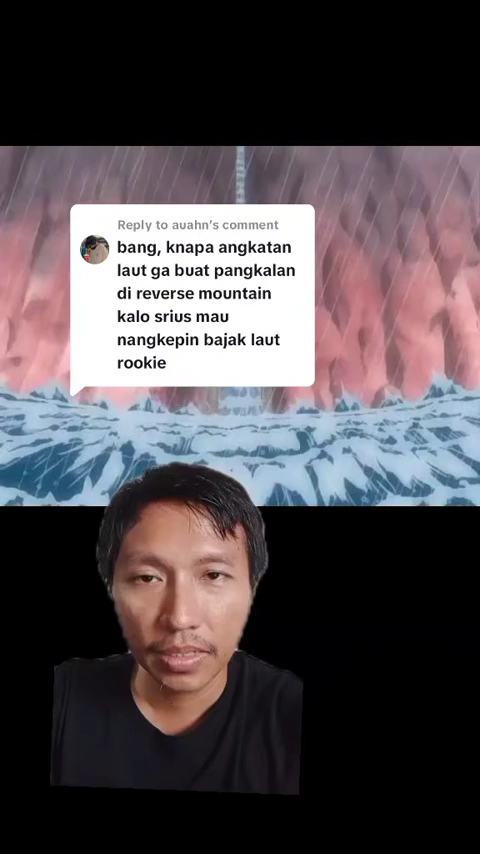 Reply to auahn's comment
bang, knapa angkatan
laut ga buat pangkalan
di reverse mountain
kalo srius mau
nangkepin bajak laut
rookie